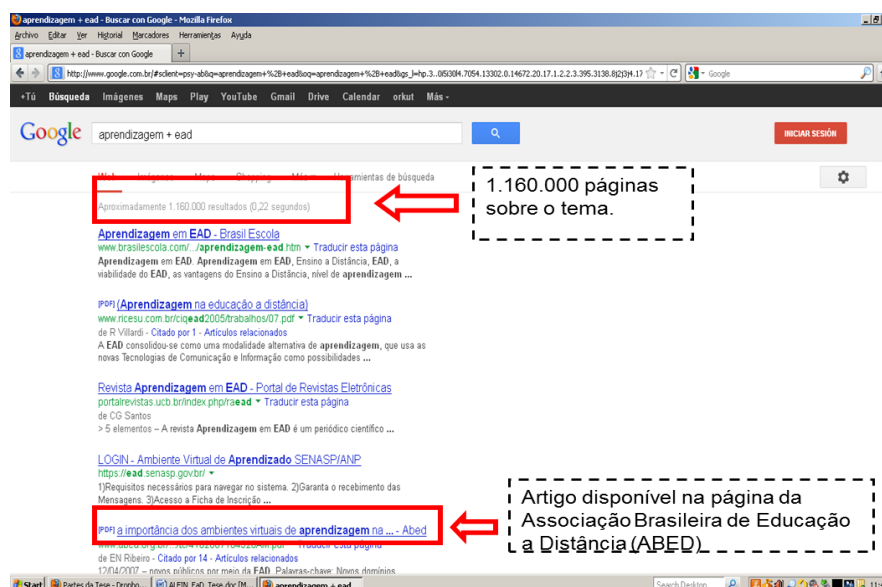 aprendizagem + ead - Buscar con Google - Mozilla Firefox
Archivo Editar Ver Historial Marcadores Herramientas Ayuda
aprendizagem + ead - Buscar con Google
+Tú Búsqueda Imágenes Maps Play YouTube Gmail Drive Calendar orkut Más
Google aprendizagem + ead INICIAR SESIÓN
Aproximadamente 1.160.000 resultados (0,22 segundos)
1.160.000 páginas
sobre o tema.
Aprendizagem em EAD - Brasil Escola
www.brasilescola.com/.../aprendizagem-ead.htm Traducir esta página
Aprendizagem em EAD. Aprendizagem em EAD, Ensino a Distância, EAD, a
viabilidade do EAD, as vantagens do Ensino a Distância, nível de aprendizagem ...
[PDF] (Aprendizagem na educação a distância)
www.ricesu.com.br/ciqead2005/trabalhos/07.pdf Traducir esta página
de R Villardi - Citado por 1 - Artículos relacionados
A EAD consolidou-se como uma modalidade alternativa de aprendizagem, que usa as
novas Tecnologias de Comunicação e Informação como possibilidades ...
Revista Aprendizagem em EAD - Portal de Revistas Eletrônicas
portalrevistas.ucb.br/index.php/raead Traducir esta página
de CG Santos
> 5 elementos – A revista Aprendizagem em EAD é um periódico científico ...
LOGIN - Ambiente Virtual de Aprendizado SENASP/ANP
https://ead.senasp.gov.br/
1)Requisitos necessários para navegar no sistema. 2)Garanta o recebimento das
Mensagens. 3)Acesso a Ficha de Inscrição ...
[PDF] a importância dos ambientes virtuais de aprendizagem na ... - Abed
de EN Ribeiro - Citado por 14 - Artículos relacionados
12/04/2007 – novos públicos por meio da EAD. Palavras-chave: Novos domínios
Artigo disponível na página da
Associação Brasileira de Educação
a Distância (ABED)
Start Partes da Tese - Dropbo... aprendizagem + ead Search Desktop